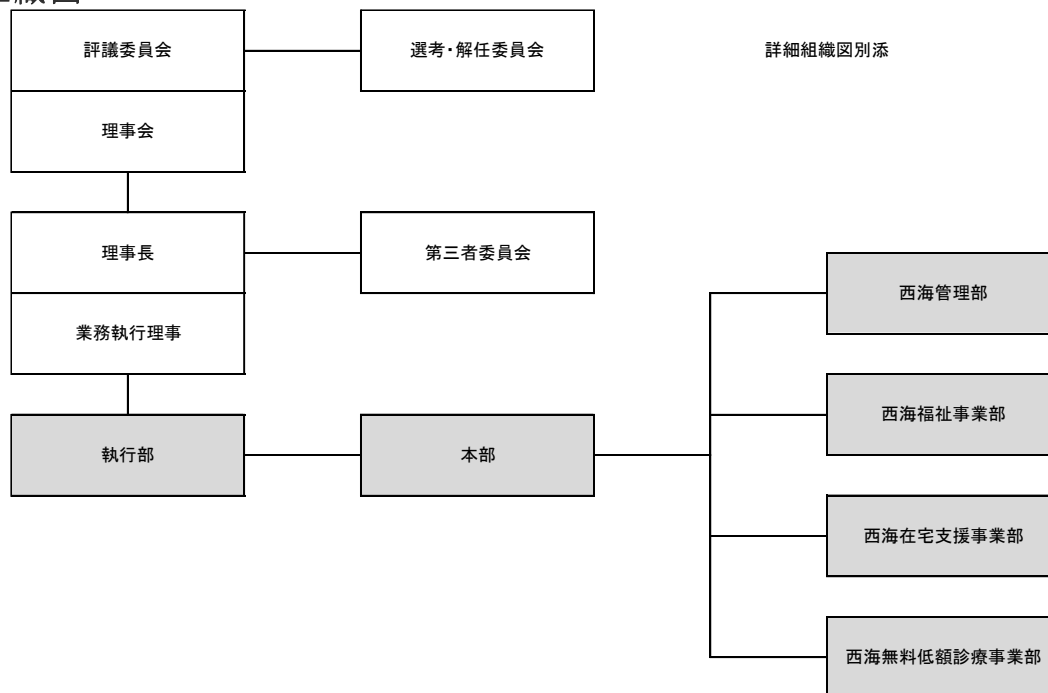 評議委員会
選考・解任委員会
詳細組織図別添
理事会
理事長
第三者委員会
西海管理部
業務執行理事
西海福祉事業部
執行部
本部
西海在宅支援事業部
西海無料低額診療事業部